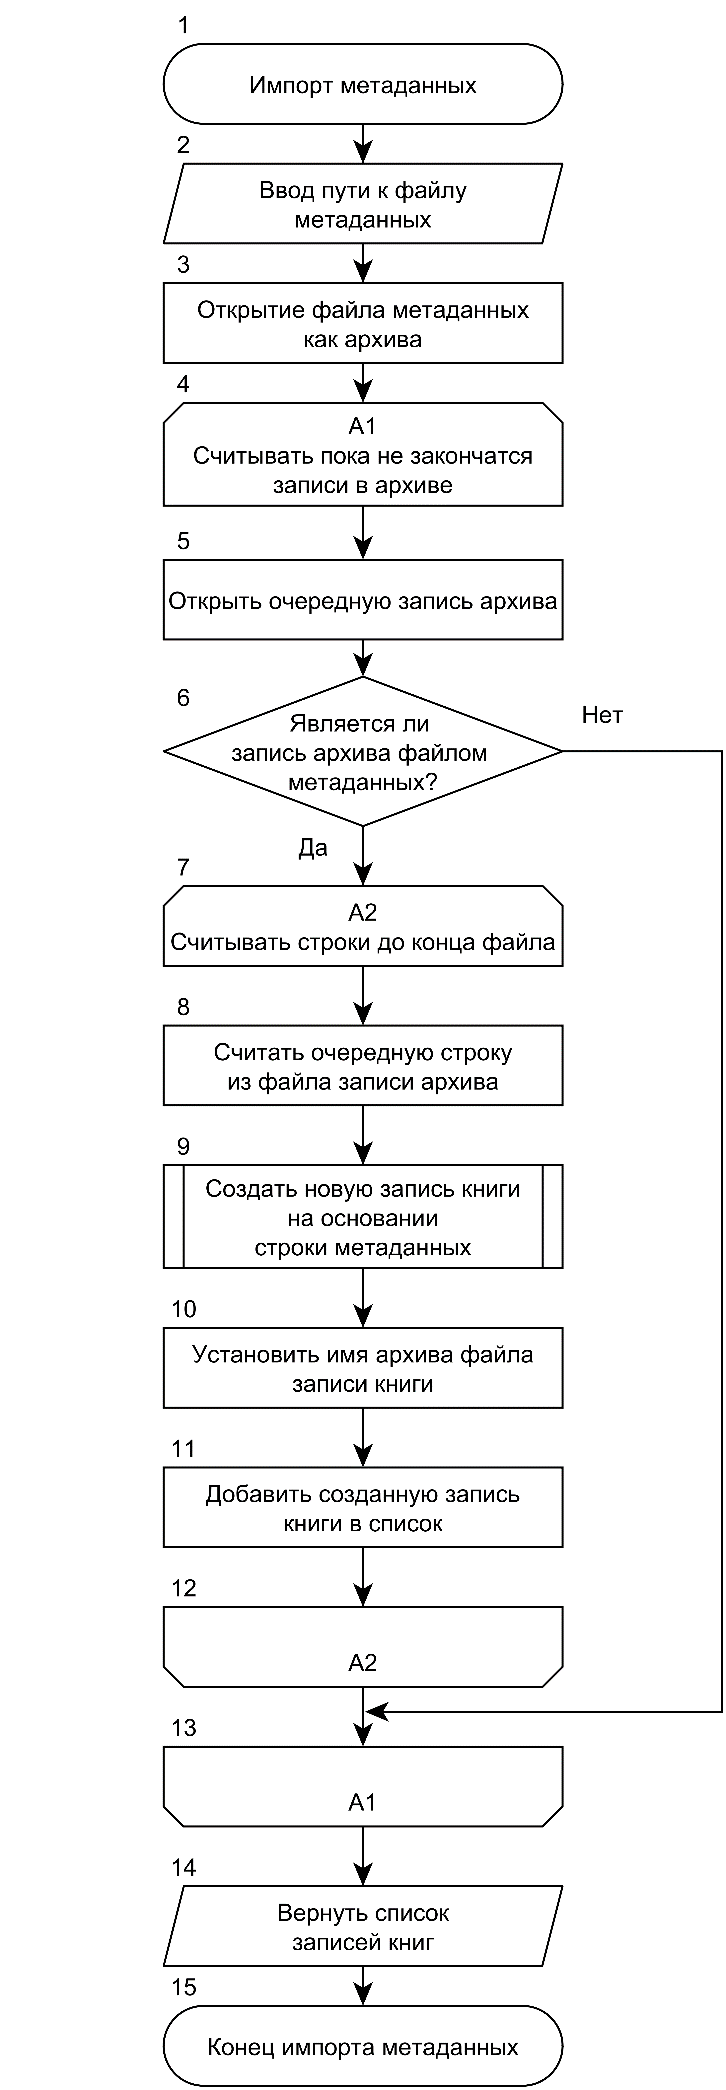 1
Импорт метаданных
2
Ввод пути к файлу
метаданных
3
Открытие файла метаданных
как архива
4
А1
Считывать пока не закончатся
записи в архиве
5
Открыть очередную запись архива
6
Является ли
запись архива файлом
метаданных?
Нет
Да
7
А2
Считывать строки до конца файла
8
Считать очередную строку
из файла записи архива
9
Создать новую запись книги
на основании
строки метаданных
10
Установить имя архива файла
записи книги
11
Добавить созданную запись
книги в список
12
А2
13
А1
14
Вернуть список
записей книг
15
Конец импорта метаданных